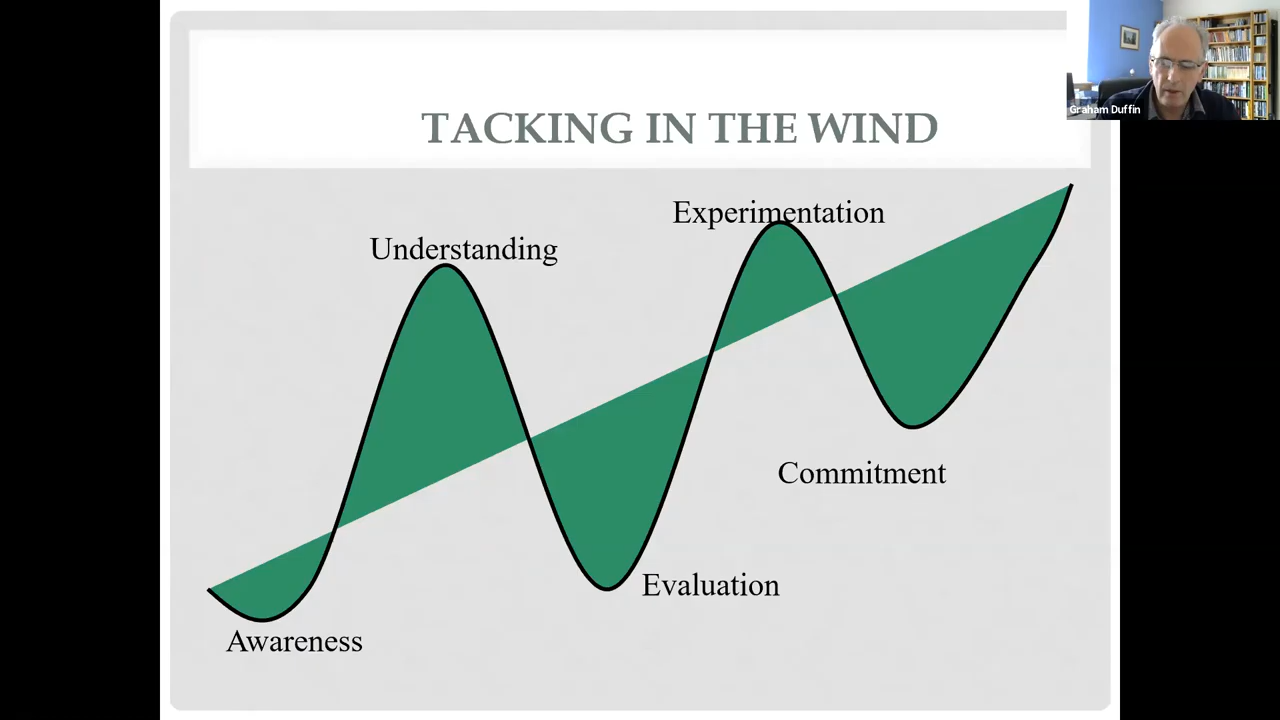 Graham Duffin
TACKING IN THE WIND
Experimentation
Understanding
Commitment
Evaluation
Awareness